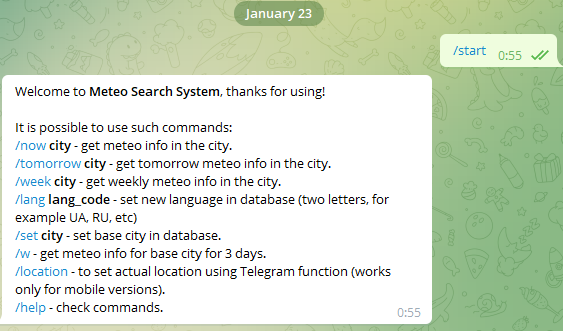 January 23
/start 0:55
Welcome to Meteo Search System, thanks for using!
It is possible to use such commands:
/now city - get meteo info in the city.
/tomorrow city - get tomorrow meteo info in the city.
/week city - get weekly meteo info in the city.
/lang lang_code - set new language in database (two letters, for
example UA, RU, etc)
/set city - set base city in database.
/w - get meteo info for base city for 3 days.
/location - to set actual location using Telegram function (works
only for mobile versions).
/help - check commands.
0:55